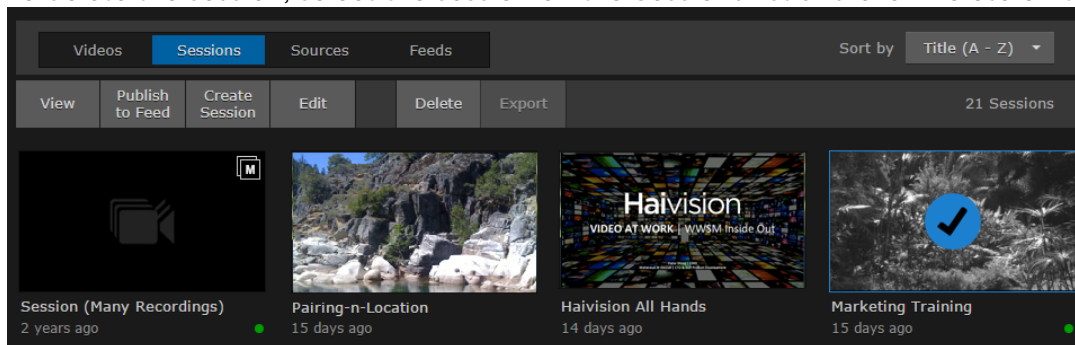 Videos Sessions Sources Feeds Sort by Title (A - Z)
View Publish to Feed Create Session Edit Delete Export 21 Sessions
M
Haivision
VIDEO AT WORK | WWSM Inside Out
Session (Many Recordings) Pairing-n-Location Haivision All Hands Marketing Training
2 years ago 15 days ago 14 days ago 15 days ago